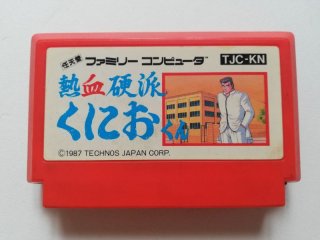 任天堂 ファミリー コンピュータ TJC-KN
熱血硬派
くにおくん
©1987 TECHNOS JAPAN CORP.